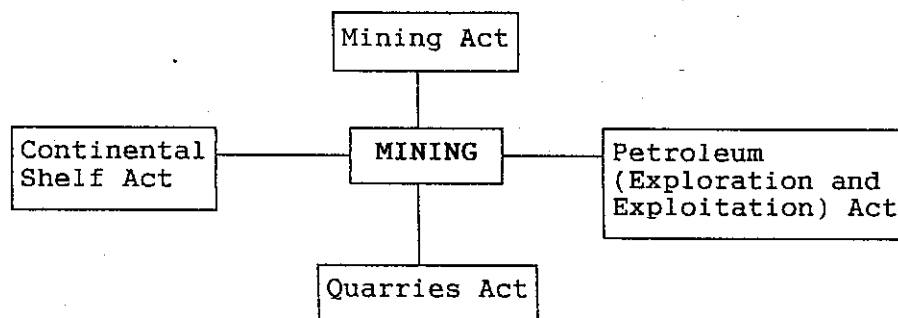 Mining Act
Continental
Shelf Act
MINING
Petroleum
(Exploration and
Exploitation) Act
Quarries Act